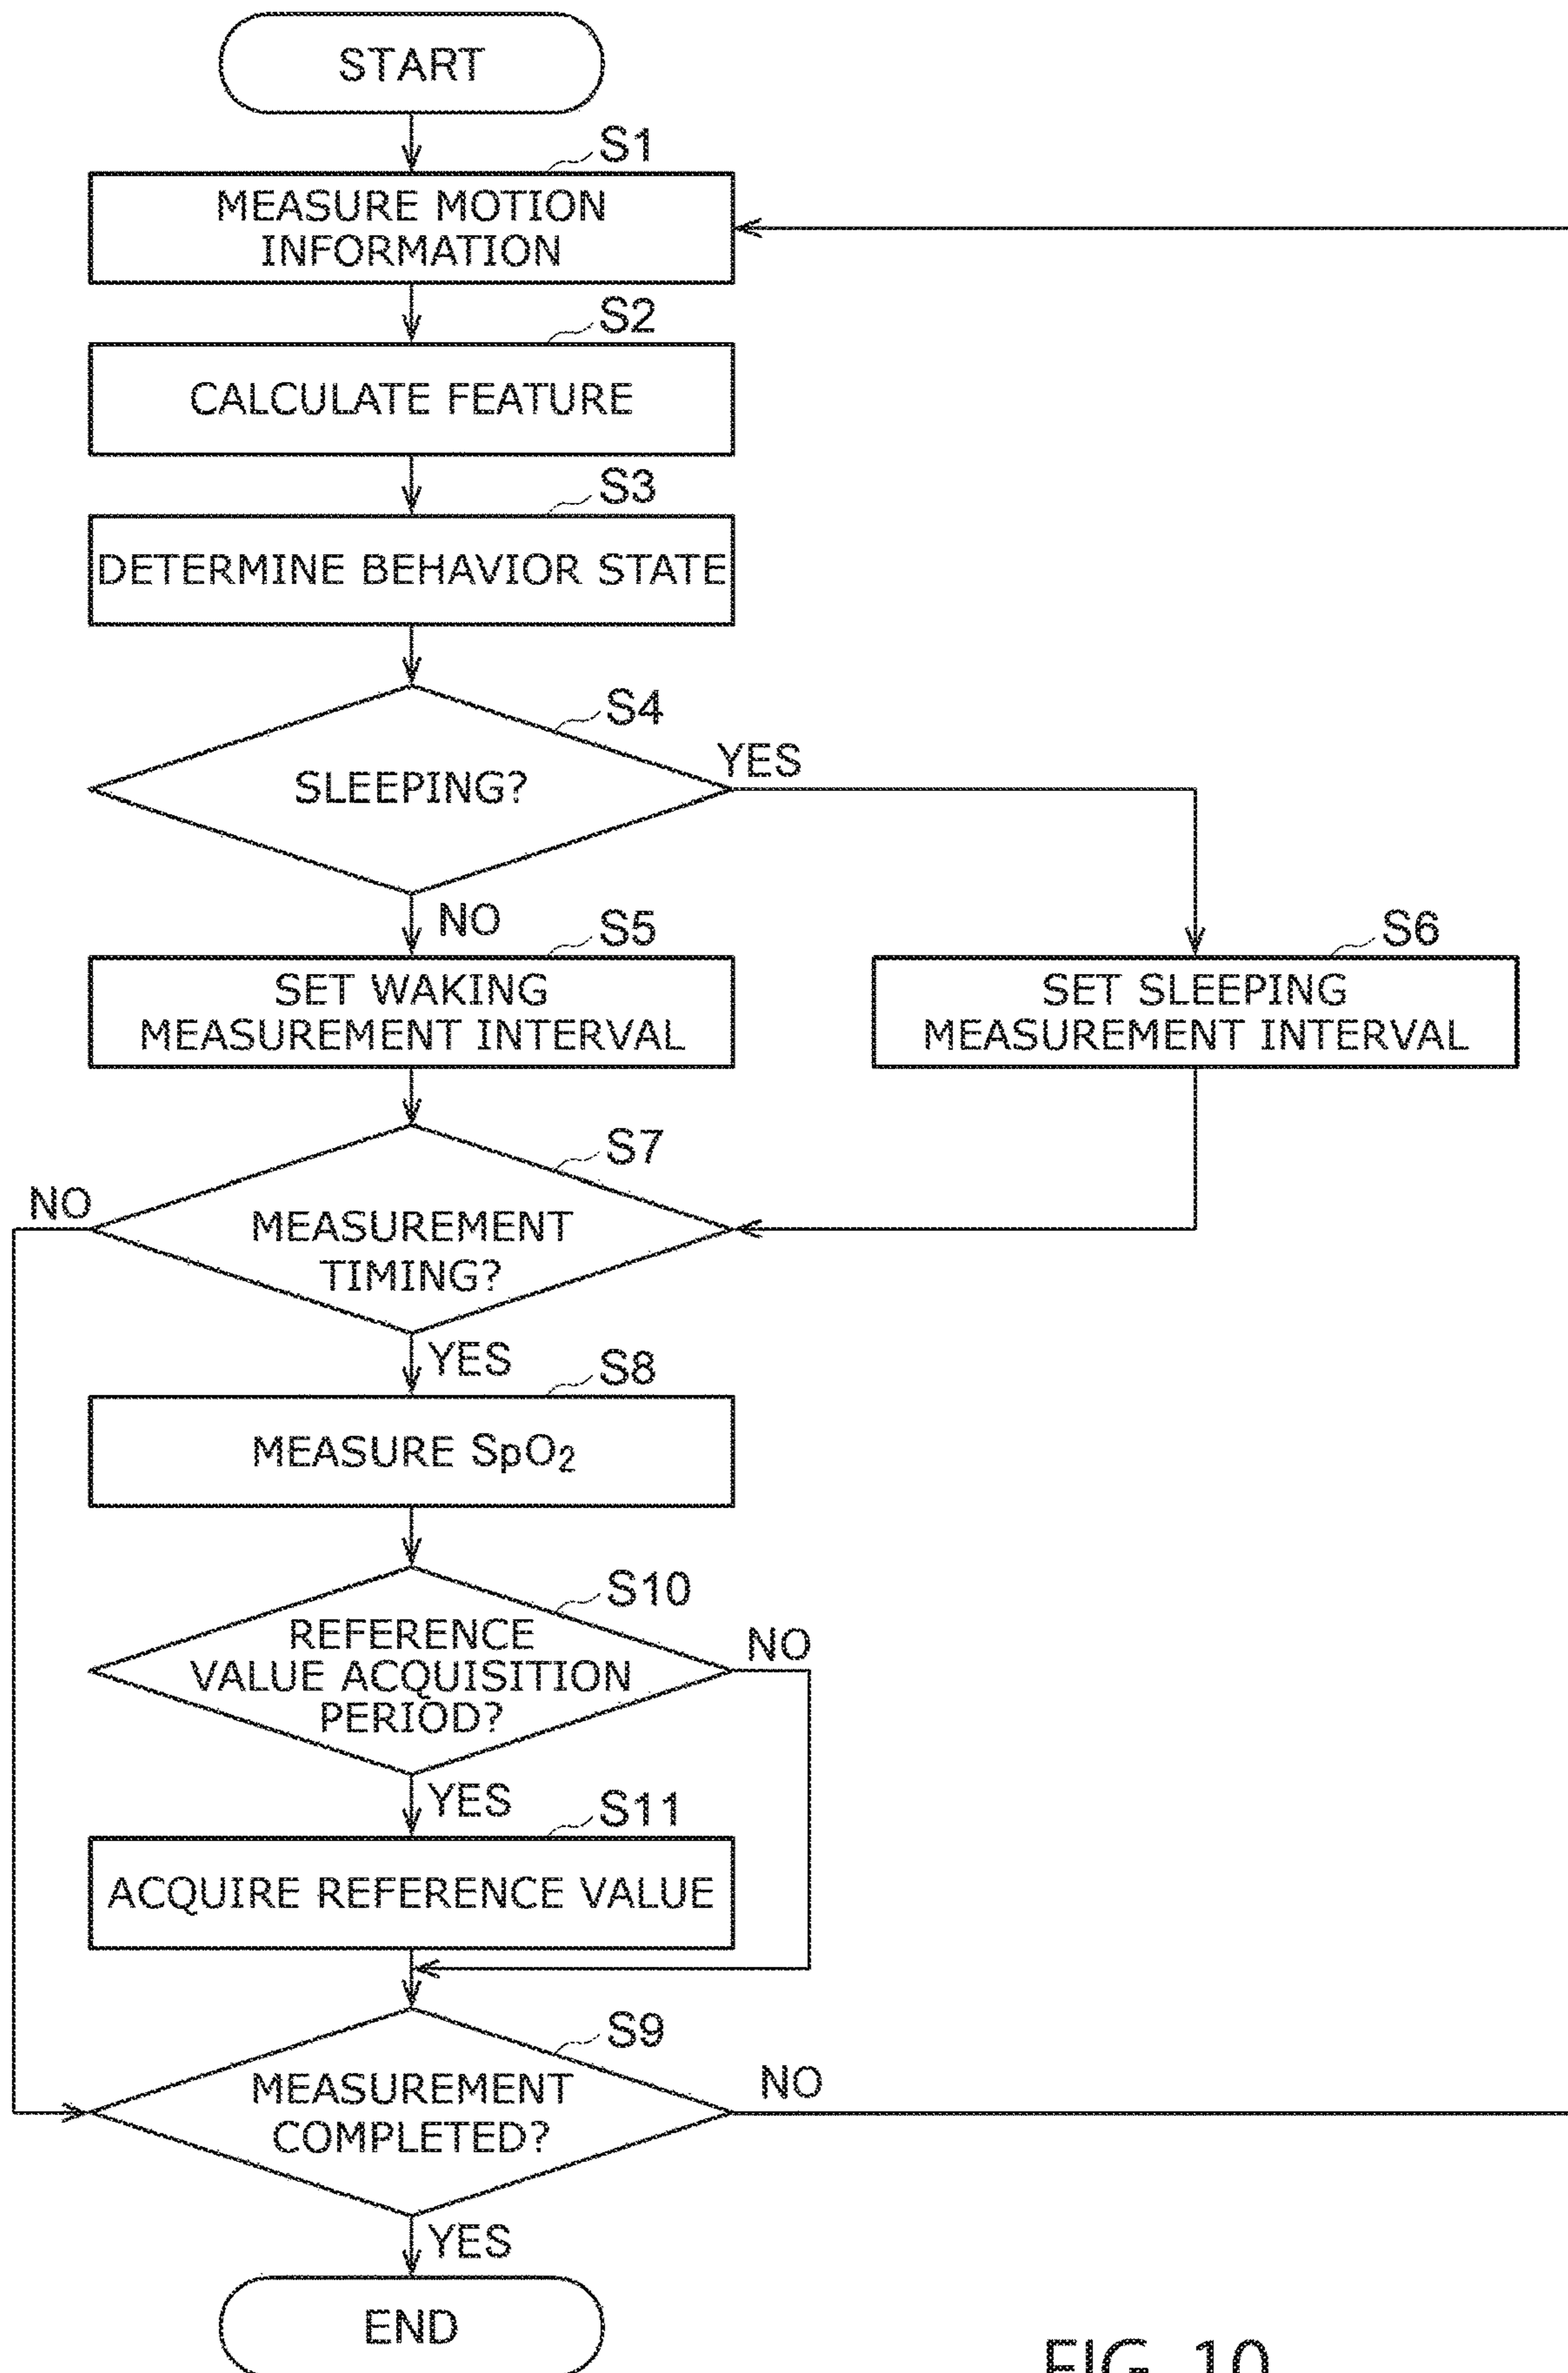 START
S1
MEASURE MOTION
INFORMATION
S2
CALCULATE FEATURE
S3
DETERMINE BEHAVIOR STATE
S4
SLEEPING?
YES
NO
S5
SET WAKING
MEASUREMENT INTERVAL
S6
SET SLEEPING
MEASUREMENT INTERVAL
S7
NO
MEASUREMENT
TIMING?
YES
S8
MEASURE SpO₂
S10
REFERENCE
VALUE ACQUISITION
PERIOD?
NO
YES
S11
ACQUIRE REFERENCE VALUE
S9
MEASUREMENT
COMPLETED?
NO
YES
END
FIG. 10